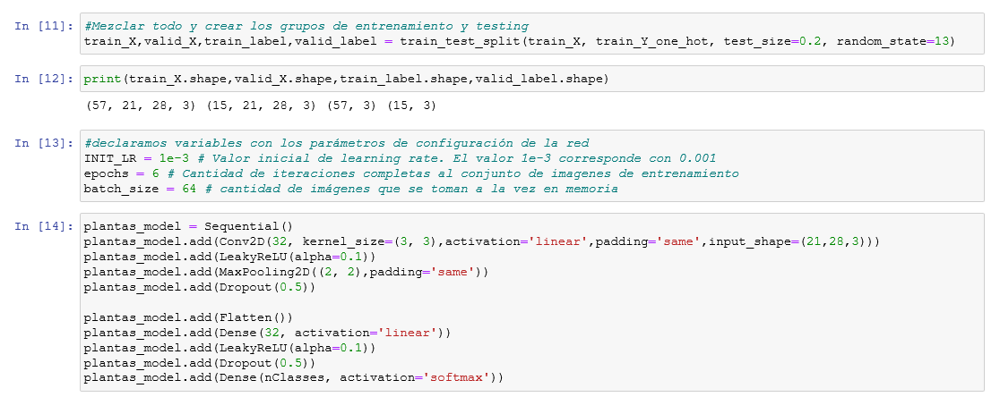 In [11]: #Mezclar todo y crear los grupos de entrenamiento y testing
train_X,valid_X,train_label,valid_label = train_test_split(train_X, train_Y_one_hot, test_size=0.2, random_state=13)
In [12]: print(train_X.shape,valid_X.shape,train_label.shape,valid_label.shape)
(57, 21, 28, 3) (15, 21, 28, 3) (57, 3) (15, 3)
In [13]: #declaramos variables con los parámetros de configuración de la red
INIT_LR = 1e-3 # Valor inicial de learning rate. El valor 1e-3 corresponde con 0.001
epochs = 6 # Cantidad de iteraciones completas al conjunto de imagenes de entrenamiento
batch_size = 64 # cantidad de imágenes que se toman a la vez en memoria
In [14]: plantas_model = Sequential()
plantas_model.add(Conv2D(32, kernel_size=(3, 3),activation='linear',padding='same',input_shape=(21,28,3)))
plantas_model.add(LeakyReLU(alpha=0.1))
plantas_model.add(MaxPooling2D((2, 2),padding='same'))
plantas_model.add(Dropout(0.5))
plantas_model.add(Flatten())
plantas_model.add(Dense(32, activation='linear'))
plantas_model.add(LeakyReLU(alpha=0.1))
plantas_model.add(Dropout(0.5))
plantas_model.add(Dense(nClasses, activation='softmax'))